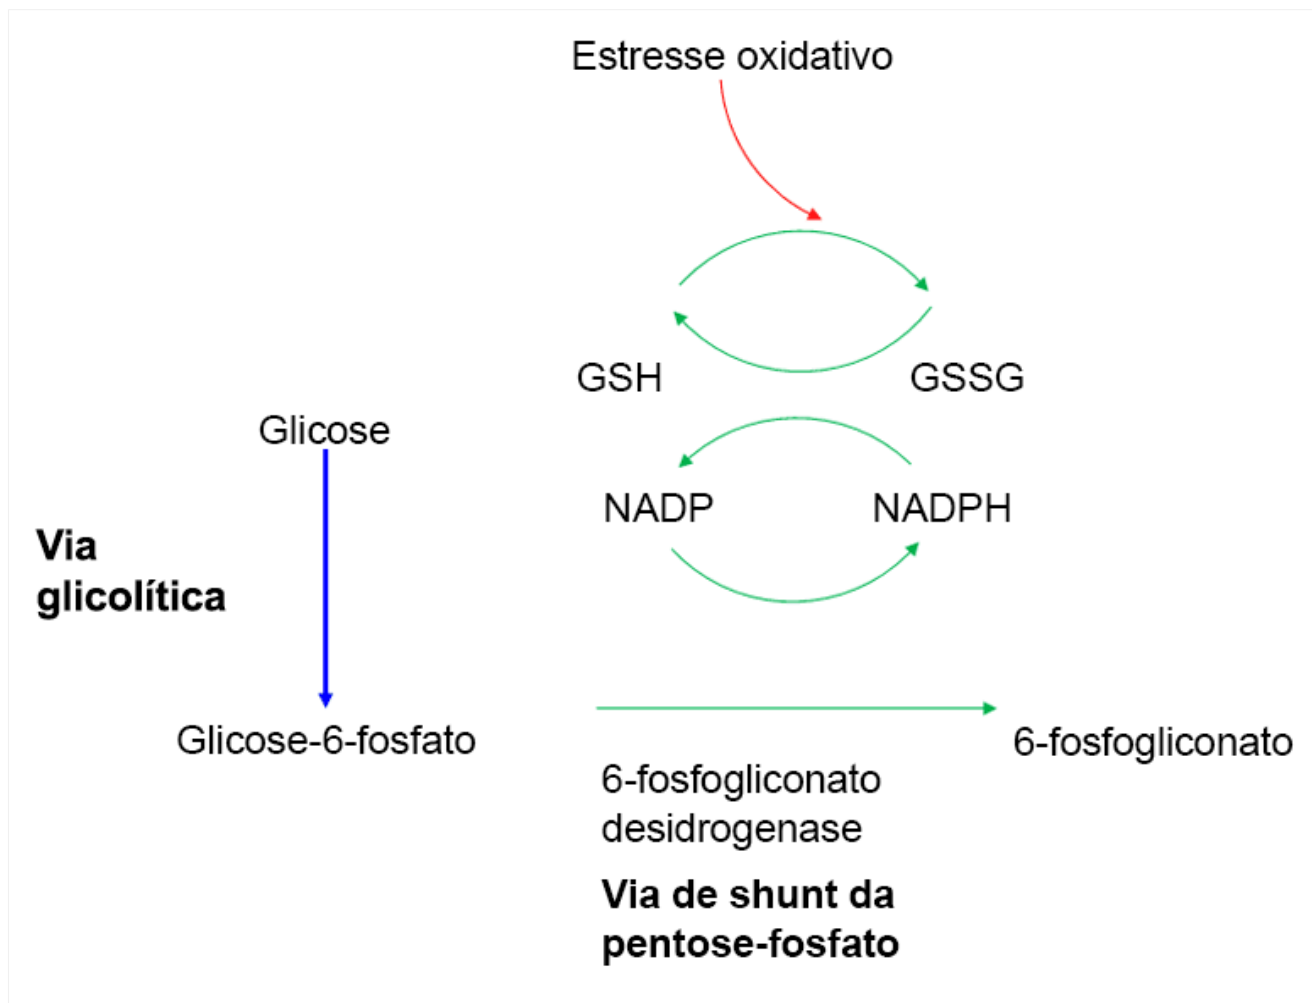 Estresse oxidativo
GSH
GSSG
Glicose
NADP
NADPH
Via
glicolítica
Glicose-6-fosfato
6-fosfogliconato
6-fosfogliconato
desidrogenase
Via de shunt da
pentose-fosfato